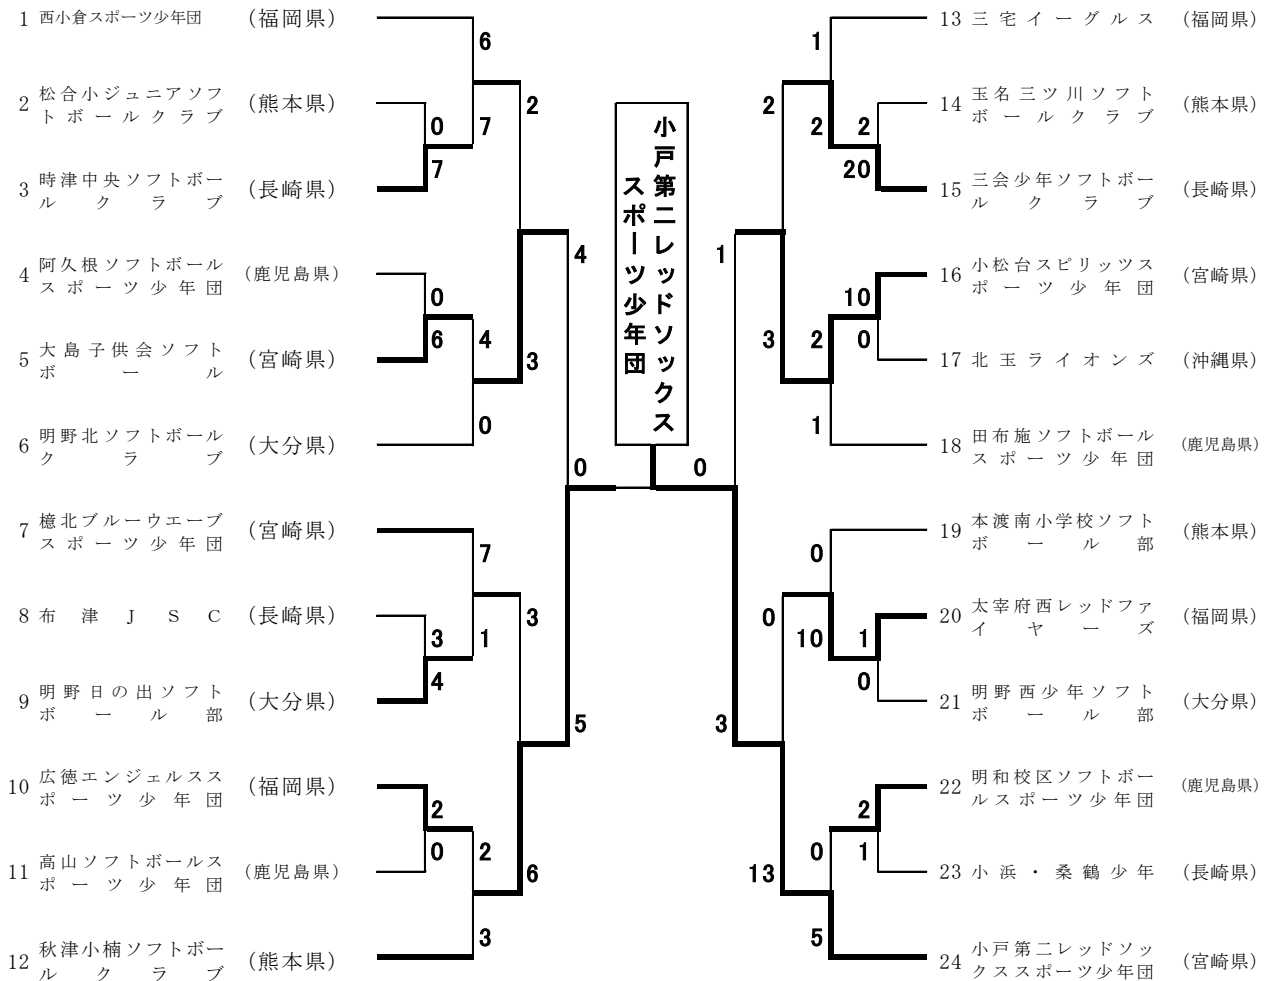 1 西小倉スポーツ少年団 (福岡県)
6
2 松合小ジュニアソフ
トボールクラブ (熊本県)
0
7
2
3 時津中央ソフトボー
ルクラブ (長崎県)
7
4 阿久根ソフトボール
スポーツ少年団 (鹿児島県)
0
4
5 大島子供会ソフト
ボール (宮崎県)
6
4
3
6 明野北ソフトボール
クラブ (大分県)
0
0
7 檍北ブルーウエーブ
スポーツ少年団 (宮崎県)
7
8 布津JSC (長崎県)
3
1
3
9 明野日の出ソフト
ボール部 (大分県)
4
5
10 広徳エンジェルスス
ポーツ少年団 (福岡県)
2
11 高山ソフトボールス
ポーツ少年団 (鹿児島県)
0
2
6
12 秋津小楠ソフトボー
ルクラブ (熊本県)
3
小戸第二レッドソックス
スポーツ少年団
13 三宅イーグルス (福岡県)
1
14 玉名三ツ川ソフト
ボールクラブ (熊本県)
2
2
2
15 三会少年ソフトボー
ルクラブ (長崎県)
20
1
16 小松台スピリッツス
ポーツ少年団 (宮崎県)
10
17 北玉ライオンズ (沖縄県)
0
2
3
18 田布施ソフトボール
スポーツ少年団 (鹿児島県)
1
0
19 本渡南小学校ソフト
ボール部 (熊本県)
0
20 太宰府西レッドファ
イヤーズ (福岡県)
1
10
0
21 明野西少年ソフト
ボール部 (大分県)
0
3
22 明和校区ソフトボー
ルスポーツ少年団 (鹿児島県)
2
23 小浜・桑鶴少年 (長崎県)
1
0
13
24 小戸第二レッドソッ
クススポーツ少年団 (宮崎県)
5